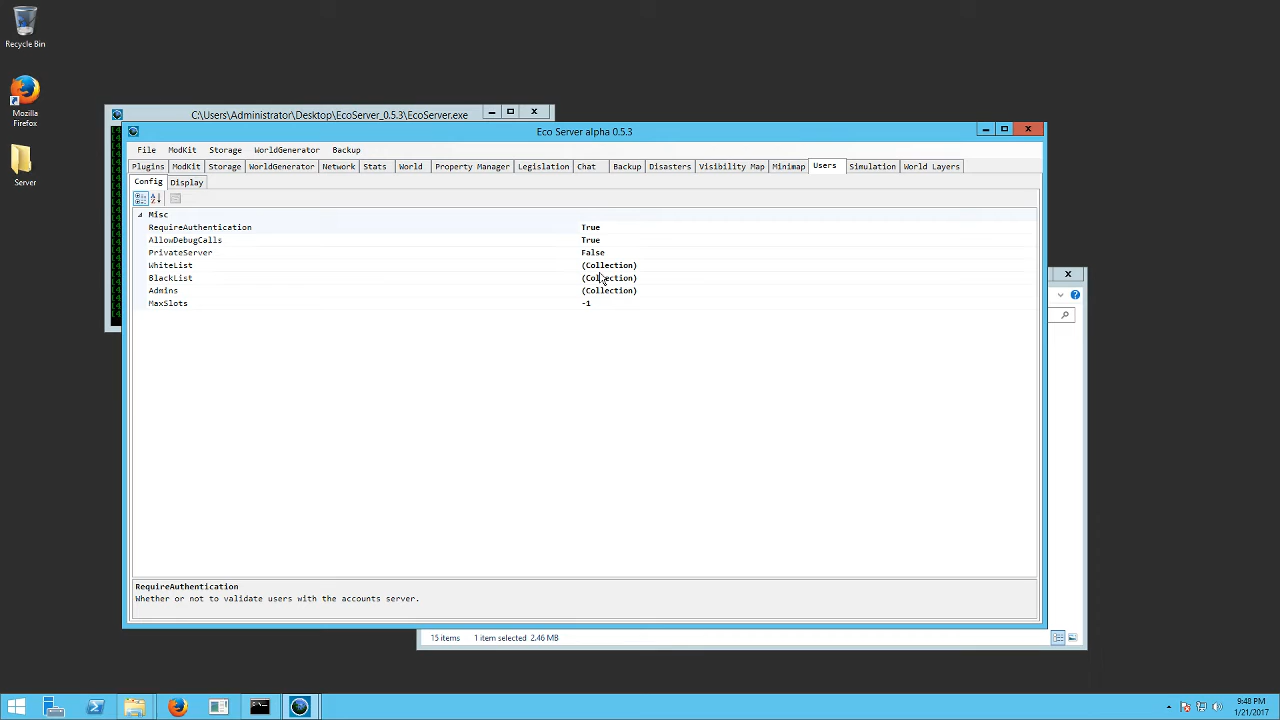 Recycle Bin
Mozilla
Firefox
Server
C:\Users\Administrator\Desktop\EcoServer_0.5.3\EcoServer.exe
Eco Server alpha 0.5.3
File ModKit Storage WorldGenerator Backup
Plugins ModKit Storage WorldGenerator Network Stats World Property Manager Legislation Chat Backup Disasters Visibility Map Minimap Users Simulation World Layers
Config Display
Misc
RequireAuthentication True
AllowDebugCalls True
PrivateServer False
WhiteList (Collection)
BlackList (Collection)
Admins (Collection)
MaxSlots -1
RequireAuthentication
Whether or not to validate users with the accounts server.
15 items 1 item selected 2.46 MB
9:48 PM
1/21/2017